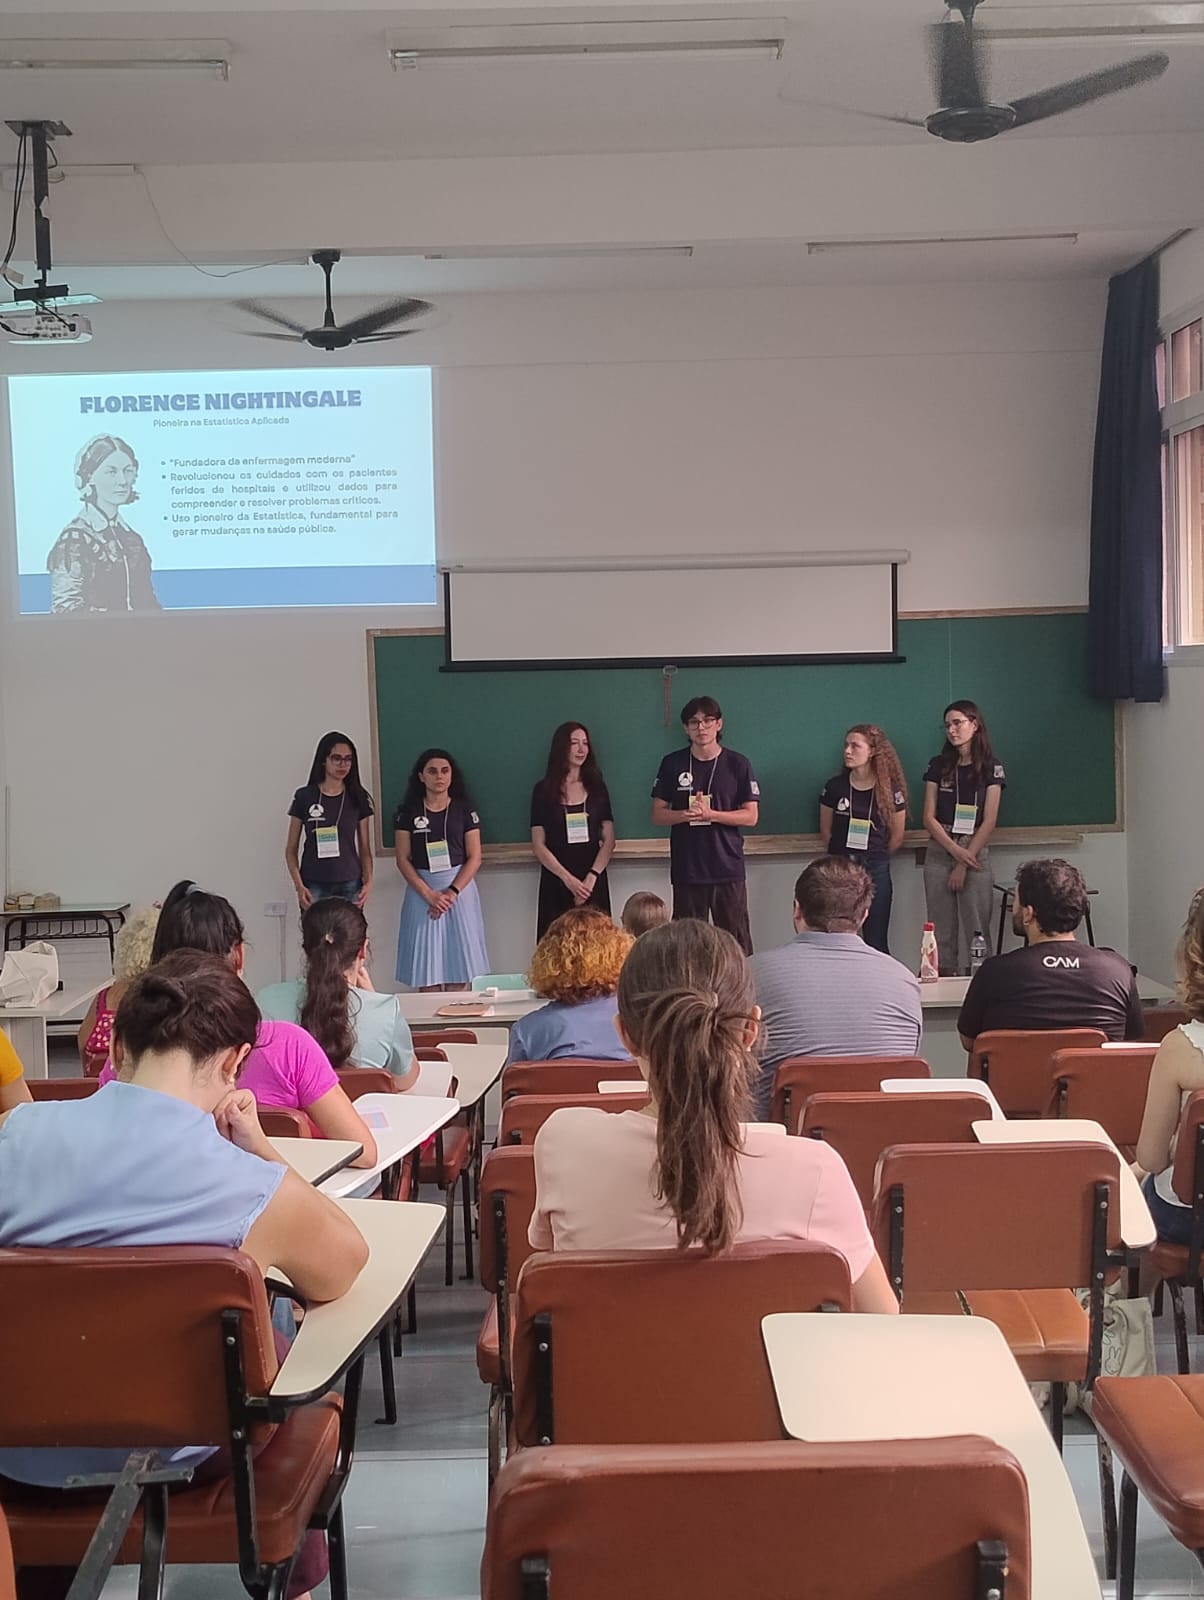 FLORENCE NIGHTINGALE
Pioneira na Estatística Aplicada
"Fundadora da enfermagem moderna"
Revolucionou os cuidados com os pacientes
feridos de hospitais e utilizou dados para
compreender e resolver problemas críticos.
Uso pioneiro da Estatística, fundamental para
gerar mudanças na saúde pública.
CAM